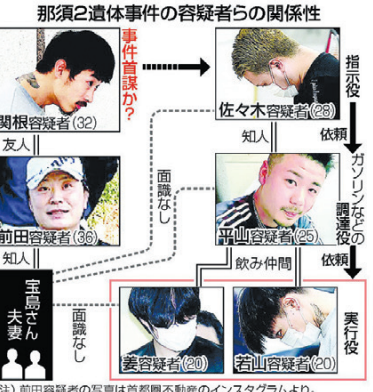 那須2遺体事件の容疑者らの関係性
事件首謀か?
関根容疑者(32)
佐々木容疑者(28)
指示役
友人
知人
依頼
面識なし
ガソリンなどの
調達役
前田容疑者(36)
平山容疑者(25)
知人
飲み仲間
依頼
宝島さん
夫妻
面識なし
姜容疑者(20)
若山容疑者(20)
実行役
注)前田容疑者の写真は首都圏不動産のインスタグラムより。